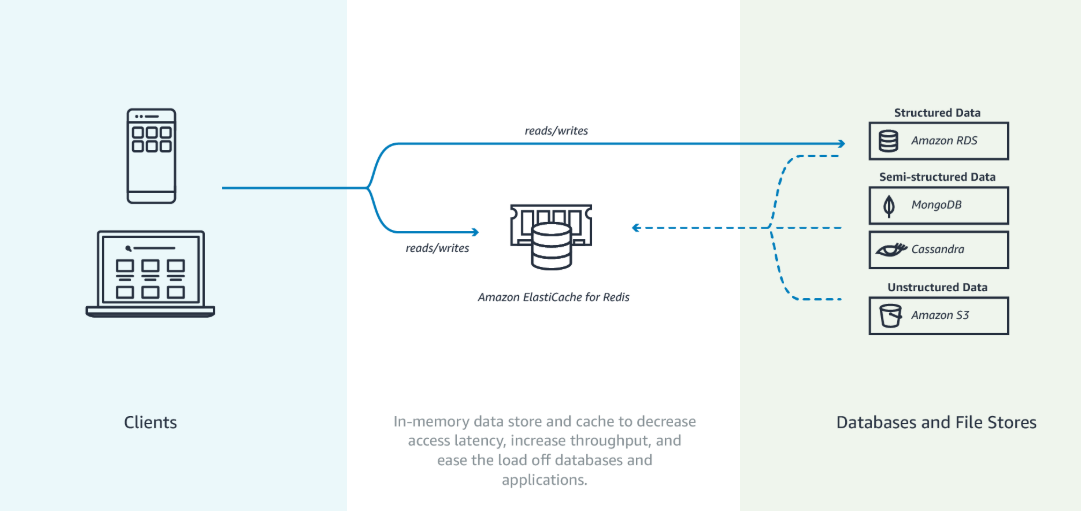 reads/writes
reads/writes
Amazon ElastiCache for Redis
Structured Data
Amazon RDS
Semi-structured Data
MongoDB
Cassandra
Unstructured Data
Amazon S3
Clients
In-memory data store and cache to decrease
access latency, increase throughput, and
ease the load off databases and
applications.
Databases and File Stores